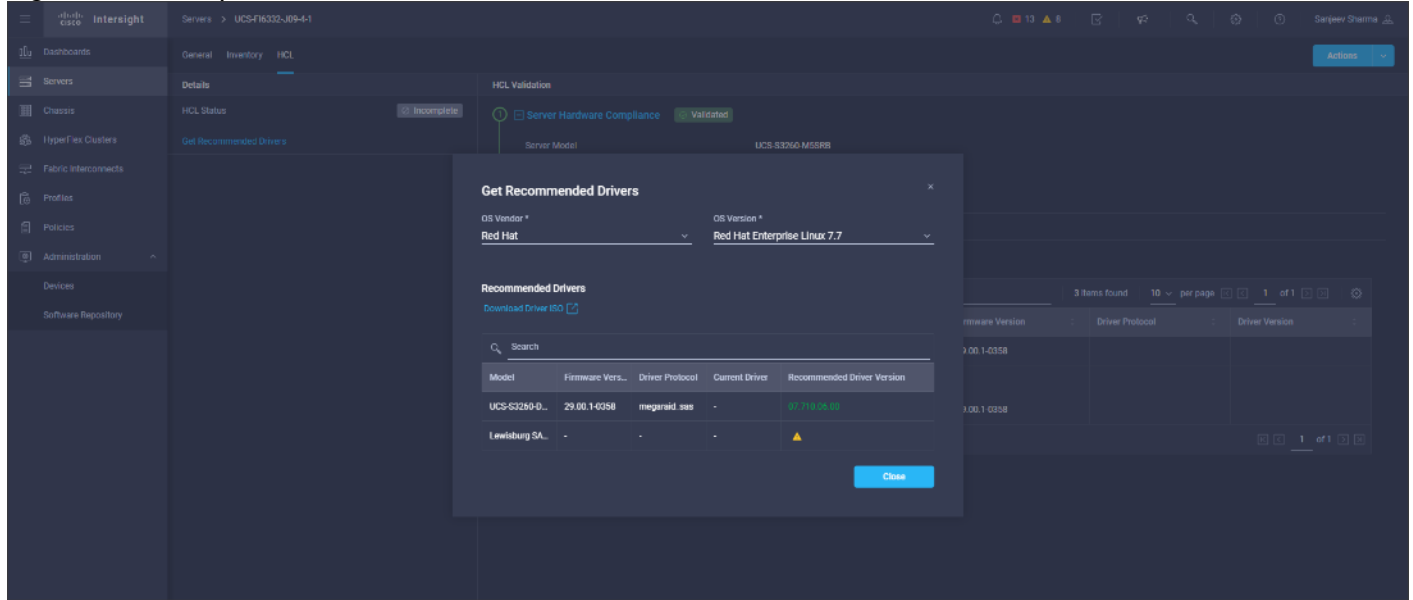 cisco Intersight Servers > UCS-FI6332-J09-4-1 13 8 Sanjeev Sharma
Dashboards General Inventory HCL Actions
Servers Details HCL Validation
Chassis HCL Status Incomplete 1 Server Hardware Compliance Validated
HyperFlex Clusters Get Recommended Drivers Server Model UCS-S3260-M5SRB
Fabric Interconnects
Profiles
Policies
Administration
Devices
Software Repository
Get Recommended Drivers ×
OS Vendor * OS Version *
Red Hat Red Hat Enterprise Linux 7.7
Recommended Drivers
Download Driver ISO
Search
Model Firmware Vers... Driver Protocol Current Driver Recommended Driver Version
UCS-S3260-D... 29.00.1-0358 megaraid_sas - 07.710.06.00
Lewisburg SA... - - -
Close
3 items found 10 per page 1 of 1
rmware Version Driver Protocol Driver Version
9.00.1-0358
9.00.1-0358
1 of 1